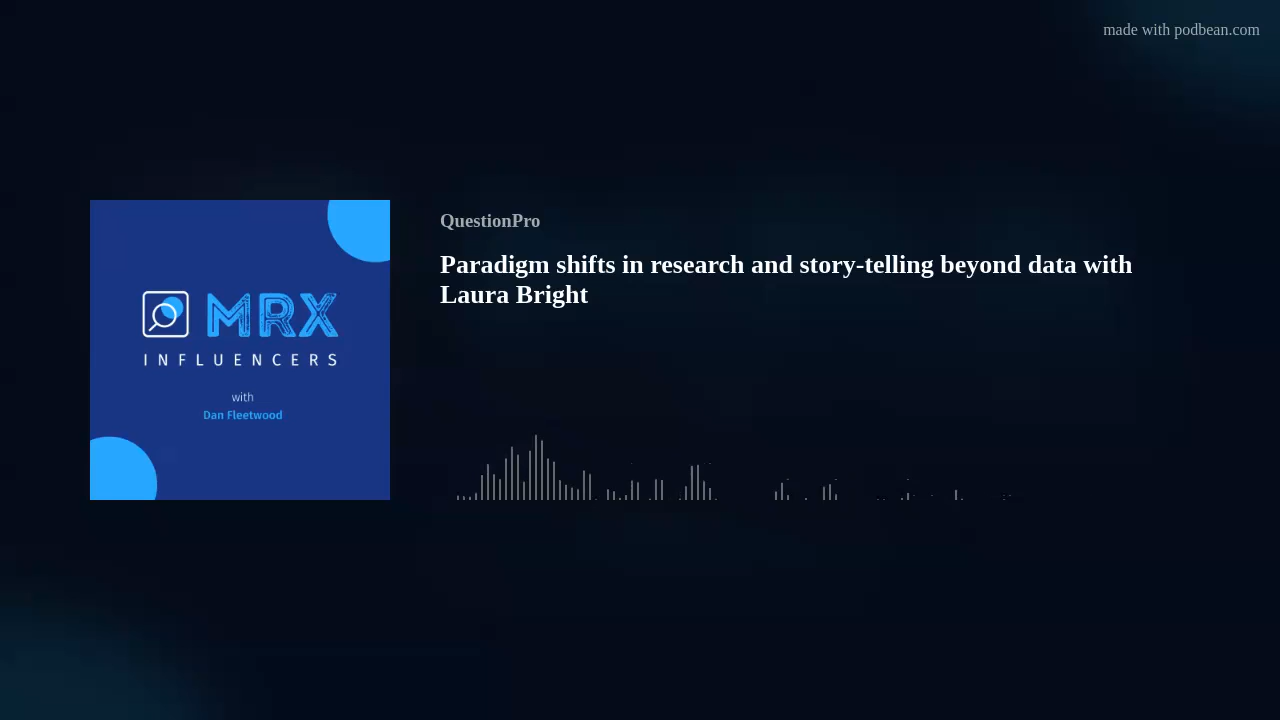 made with podbean.com
MRX
INFLUENCERS
with
Dan Fleetwood
QuestionPro
Paradigm shifts in research and story-telling beyond data with
Laura Bright